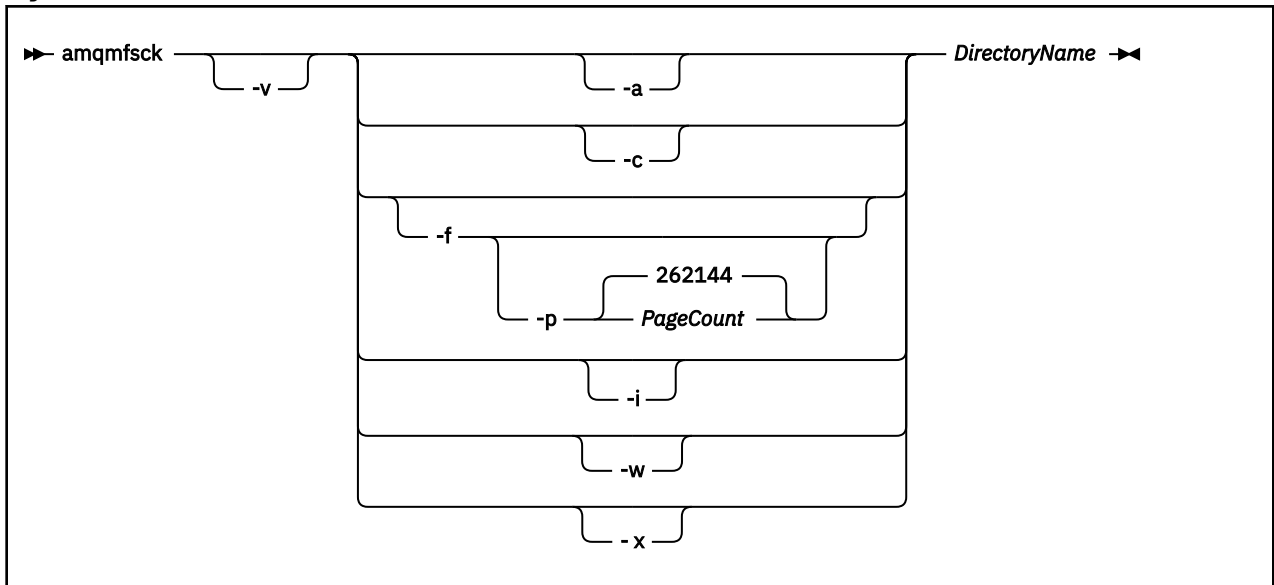 amqmfsck -v -a DirectoryName
-c
-f
262144
-p PageCount
-i
-w
- x